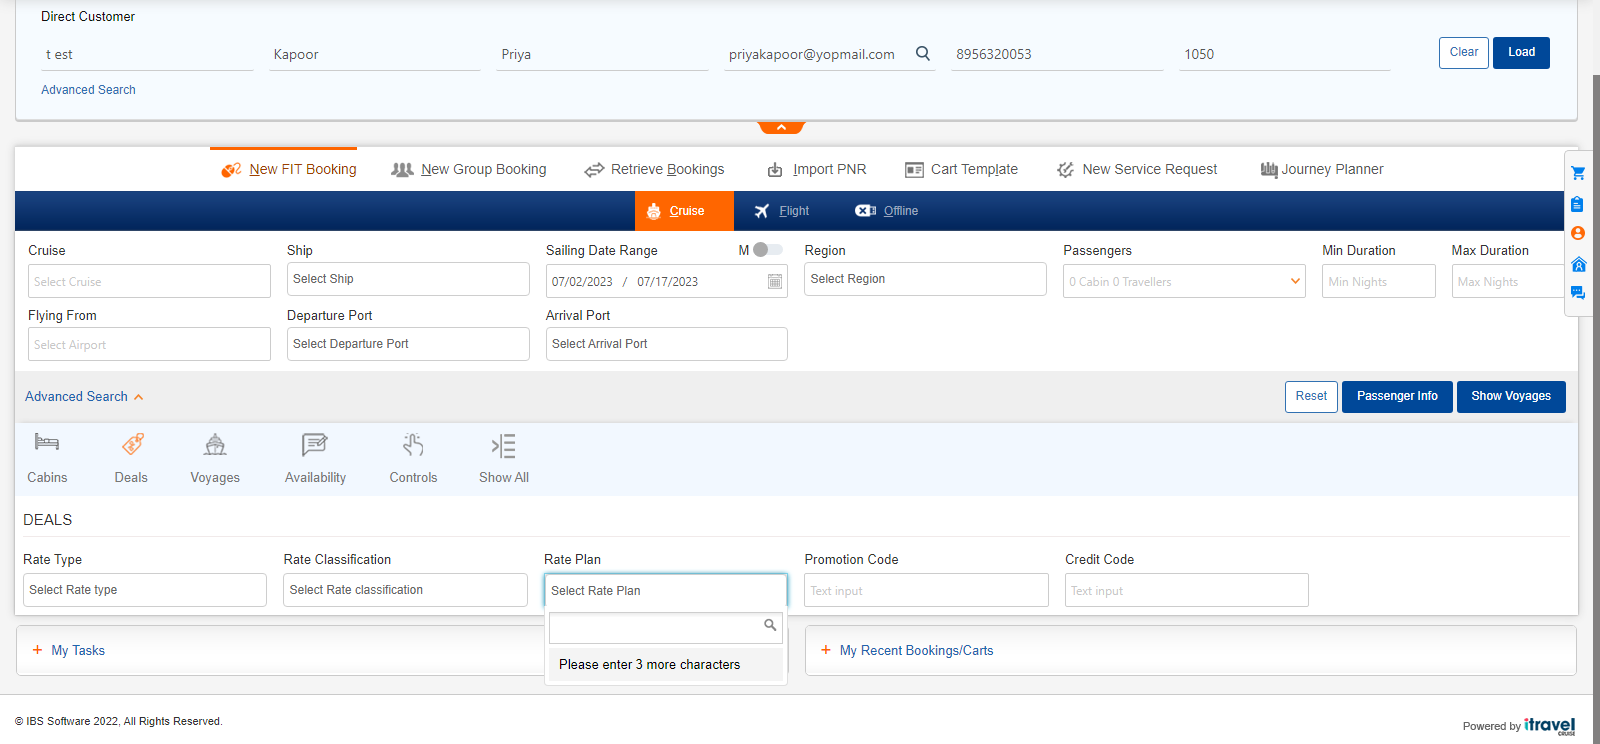 Direct Customer
t est Kapoor Priya priyakapoor@yopmail.com 8956320053 1050 Clear Load
Advanced Search
New FIT Booking New Group Booking Retrieve Bookings Import PNR Cart Template New Service Request Journey Planner
Cruise Flight Offline
Cruise Ship Sailing Date Range M Region Passengers Min Duration Max Duration
Select Cruise Select Ship 07/02/2023 / 07/17/2023 Select Region 0 Cabin 0 Travellers Min Nights Max Nights
Flying From Departure Port Arrival Port
Select Airport Select Departure Port Select Arrival Port
Advanced Search Reset Passenger Info Show Voyages
Cabins Deals Voyages Availability Controls Show All
DEALS
Rate Type Rate Classification Rate Plan Promotion Code Credit Code
Select Rate type Select Rate classification Select Rate Plan Text input Text input
+ My Tasks + My Recent Bookings/Carts
Please enter 3 more characters
© IBS Software 2022, All Rights Reserved.
Powered by itravel CRUISE